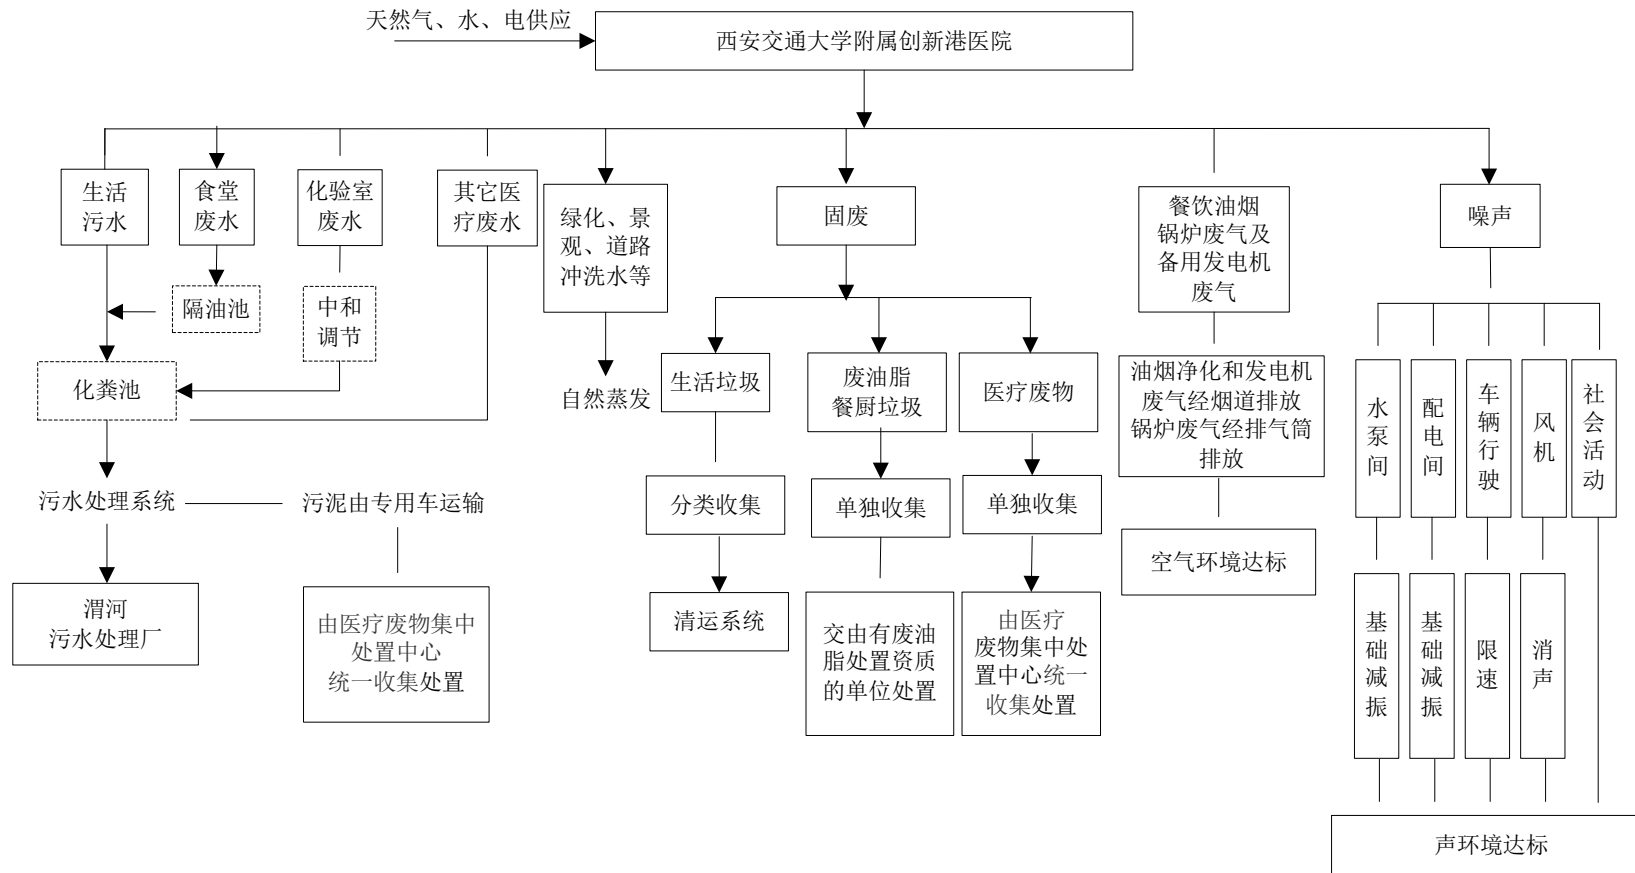 天然气、水、电供应
西安交通大学附属创新港医院
生活
污水
食堂
废水
化验室
废水
其它医
疗废水
绿化、景
观、道路
冲洗水等
固废
餐饮油烟
锅炉废气及
备用发电机
废气
噪声
隔油池
中和
调节
化粪池
自然蒸发
生活垃圾
废油脂
餐厨垃圾
医疗废物
油烟净化和发电机
废气经烟道排放
锅炉废气经排气筒
排放
水泵间
配电间
车辆行驶
风机
社会活动
污水处理系统
污泥由专用车运输
分类收集
单独收集
单独收集
空气环境达标
渭河
污水处理厂
由医疗废物集中
处置中心
统一收集处置
清运系统
交由有废油
脂处置资质
的单位处置
由医疗
废物集中处
置中心统一
收集处置
基础减振
基础减振
限速
消声
声环境达标